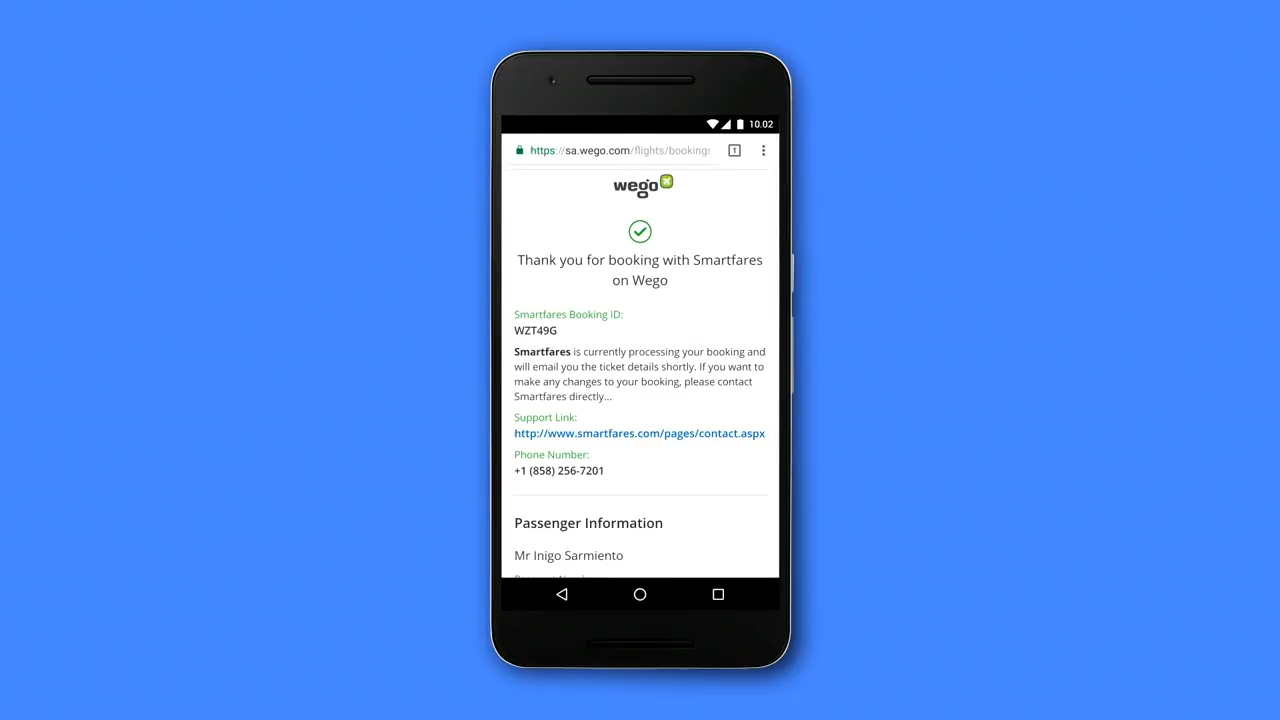 10.02
https://sa.wego.com/flights/booking
1
wego
Thank you for booking with Smartfares
on Wego
Smartfares Booking ID:
WZT49G
Smartfares is currently processing your booking and
will email you the ticket details shortly. If you want to
make any changes to your booking, please contact
Smartfares directly...
Support Link:
http://www.smartfares.com/pages/contact.aspx
Phone Number:
+1 (858) 256-7201
Passenger Information
Mr Inigo Sarmiento